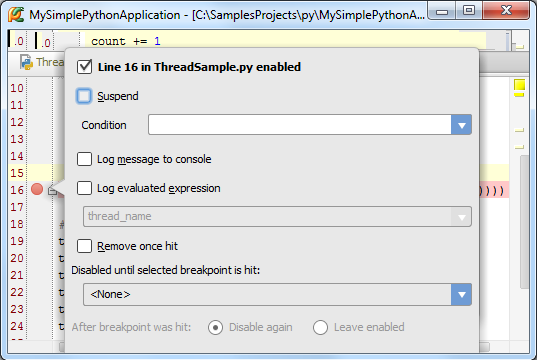 MySimplePythonApplication - [C:\SamplesProjects\py\MySimplePythonA...
.0 .0 count += 1
Thread
Line 16 in ThreadSample.py enabled
10
Suspend
11
12
Condition
13
14
Log message to console
15
16
Log evaluated expression
))))
17
thread_name
18
#
19
t
Remove once hit
20
t
21
t
Disabled until selected breakpoint is hit:
22
t
<None>
23
t
24
t
After breakpoint was hit:
Disable again
Leave enabled